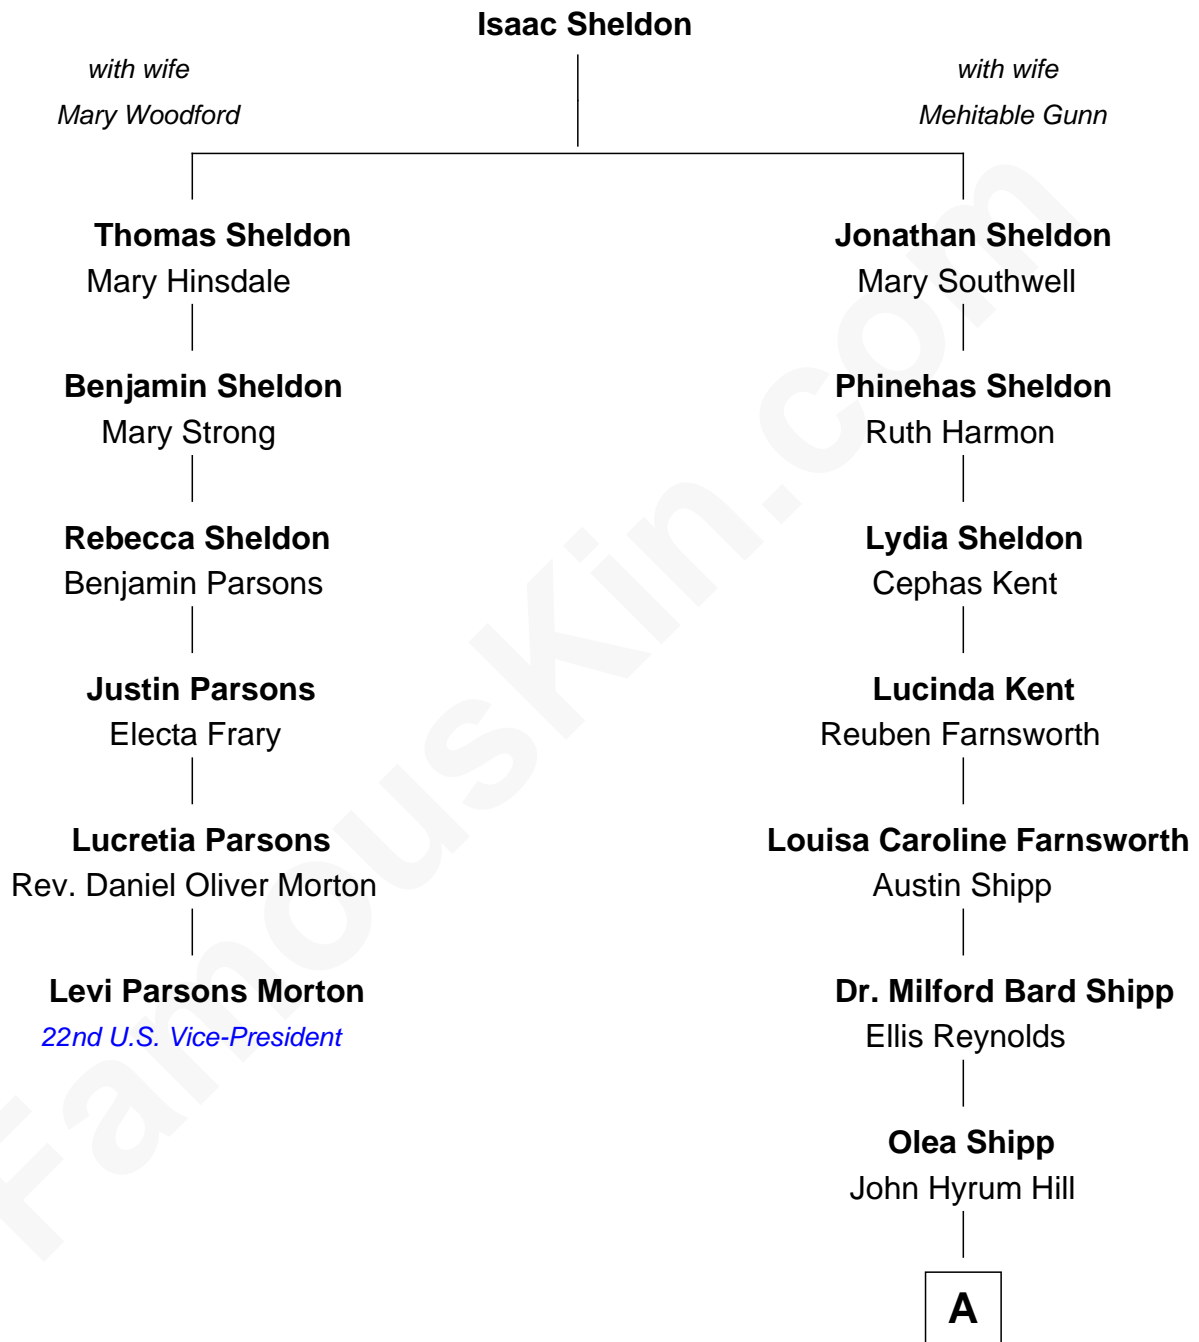 Isaac Sheldon
with wife
Mary Woodford
with wife
Mehitable Gunn
Thomas Sheldon
Mary Hinsdale
Jonathan Sheldon
Mary Southwell
Benjamin Sheldon
Mary Strong
Phinehas Sheldon
Ruth Harmon
Rebecca Sheldon
Benjamin Parsons
Lydia Sheldon
Cephas Kent
Justin Parsons
Electa Frary
Lucinda Kent
Reuben Farnsworth
Lucretia Parsons
Rev. Daniel Oliver Morton
Louisa Caroline Farnsworth
Austin Shipp
Levi Parsons Morton
22nd U.S. Vice-President
Dr. Milford Bard Shipp
Ellis Reynolds
Olea Shipp
John Hyrum Hill
A
FamousKin.com